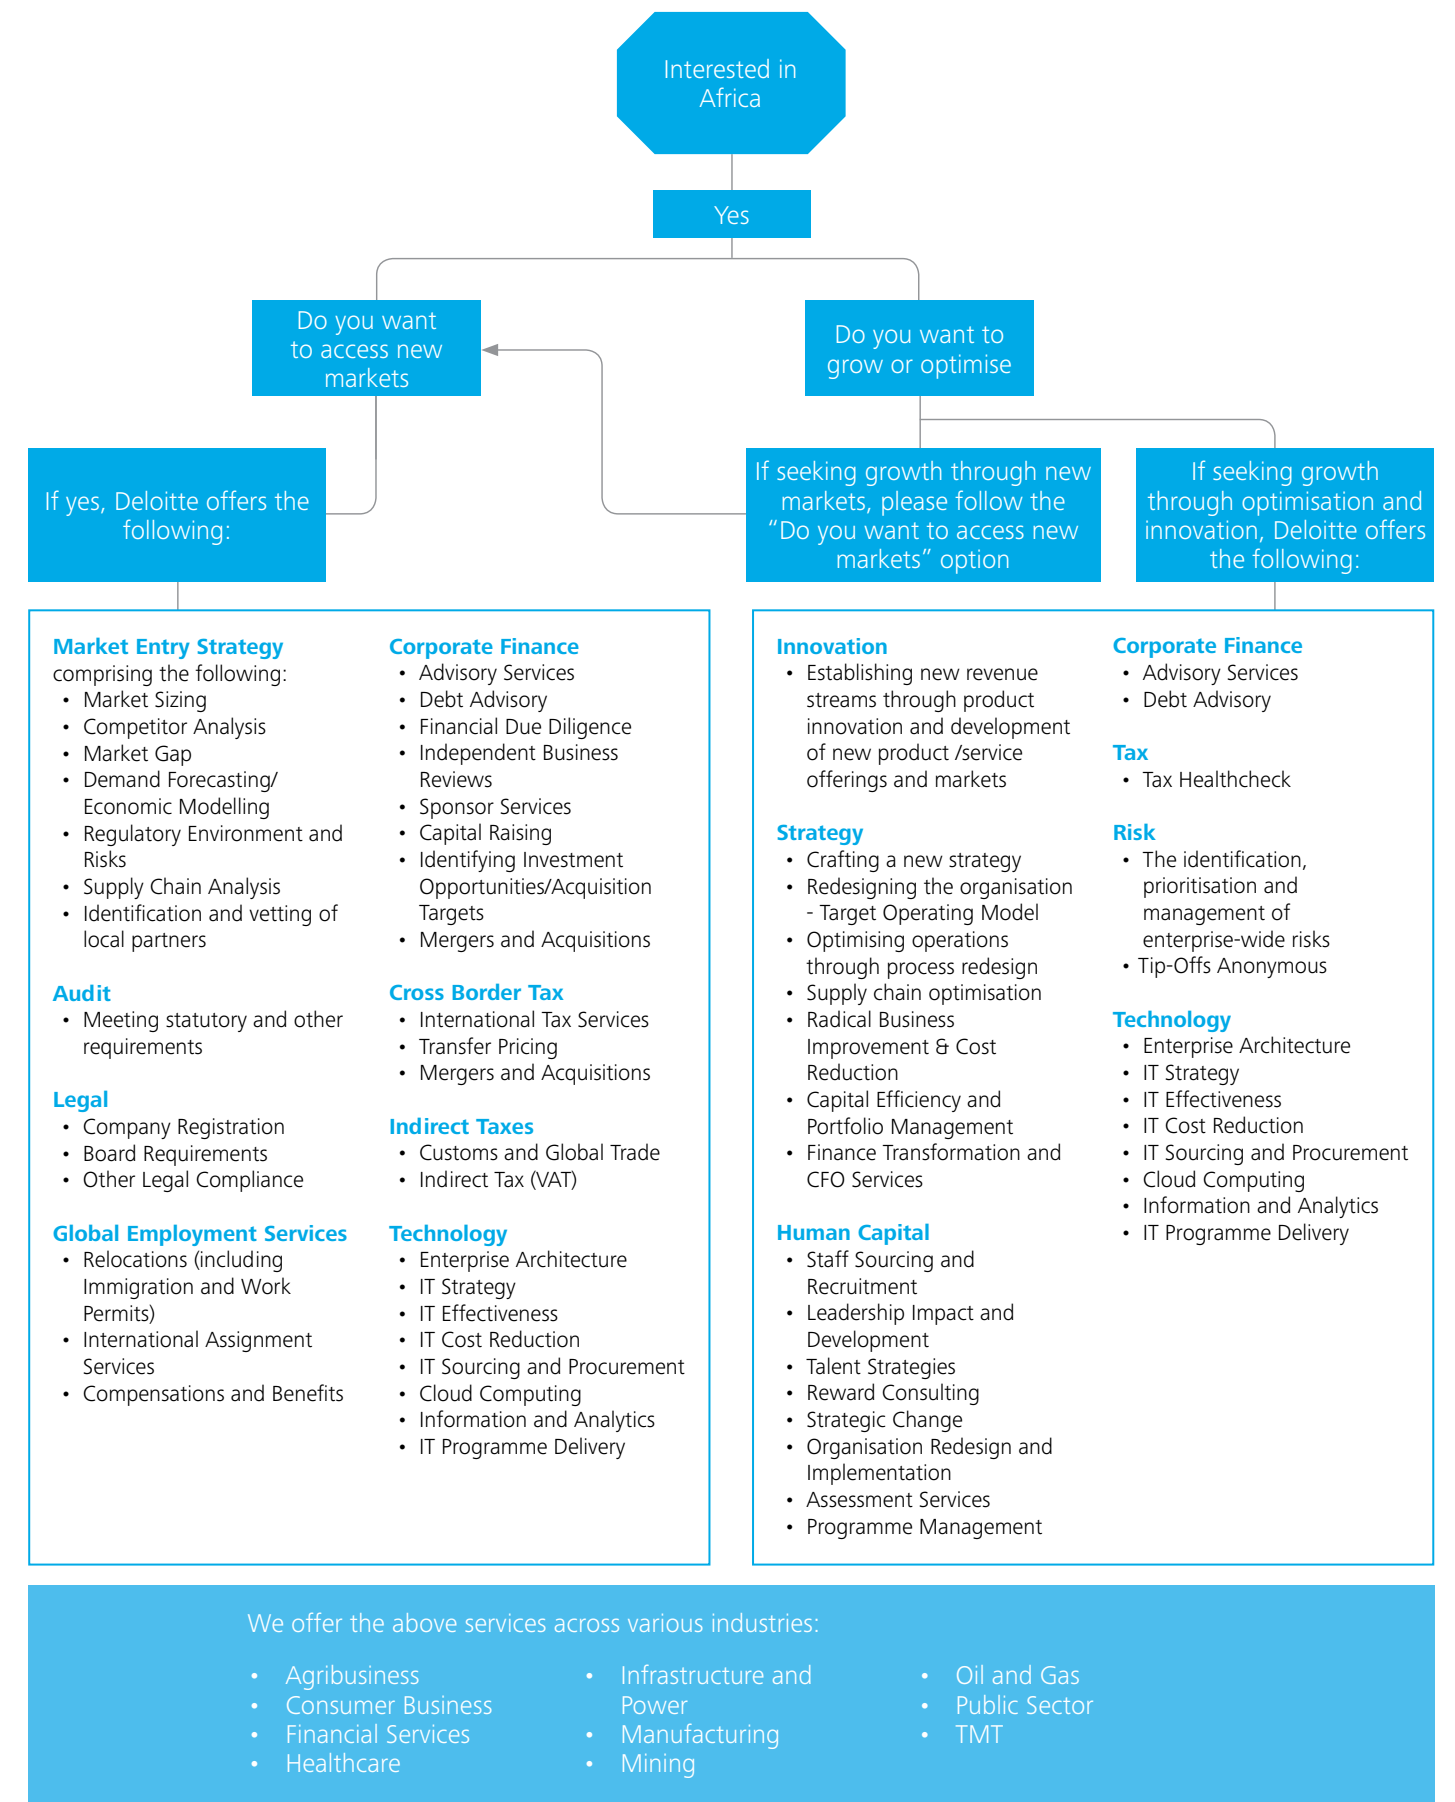 Interested in
Africa
Yes
Do you want
to access new
markets
Do you want to
grow or optimise
If yes, Deloitte offers the
following:
If seeking growth through new
markets, please follow the
“Do you want to access new
markets” option
If seeking growth
through optimisation and
innovation, Deloitte offers
the following:
Market Entry Strategy
comprising the following:
• Market Sizing
• Competitor Analysis
• Market Gap
• Demand Forecasting/
Economic Modelling
• Regulatory Environment and
Risks
• Supply Chain Analysis
• Identification and vetting of
local partners
Audit
• Meeting statutory and other
requirements
Legal
• Company Registration
• Board Requirements
• Other Legal Compliance
Global Employment Services
• Relocations (including
Immigration and Work
Permits)
• International Assignment
Services
• Compensations and Benefits
Corporate Finance
• Advisory Services
• Debt Advisory
• Financial Due Diligence
• Independent Business
Reviews
• Sponsor Services
• Capital Raising
• Identifying Investment
Opportunities/Acquisition
Targets
• Mergers and Acquisitions
Cross Border Tax
• International Tax Services
• Transfer Pricing
• Mergers and Acquisitions
Indirect Taxes
• Customs and Global Trade
• Indirect Tax (VAT)
Technology
• Enterprise Architecture
• IT Strategy
• IT Effectiveness
• IT Cost Reduction
• IT Sourcing and Procurement
• Cloud Computing
• Information and Analytics
• IT Programme Delivery
Innovation
• Establishing new revenue
streams through product
innovation and development
of new product /service
offerings and markets
Strategy
• Crafting a new strategy
• Redesigning the organisation
- Target Operating Model
• Optimising operations
through process redesign
• Supply chain optimisation
• Radical Business
Improvement & Cost
Reduction
• Capital Efficiency and
Portfolio Management
• Finance Transformation and
CFO Services
Human Capital
• Staff Sourcing and
Recruitment
• Leadership Impact and
Development
• Talent Strategies
• Reward Consulting
• Strategic Change
• Organisation Redesign and
Implementation
• Assessment Services
• Programme Management
Corporate Finance
• Advisory Services
• Debt Advisory
Tax
• Tax Healthcheck
Risk
• The identification,
prioritisation and
management of
enterprise-wide risks
• Tip-Offs Anonymous
Technology
• Enterprise Architecture
• IT Strategy
• IT Effectiveness
• IT Cost Reduction
• IT Sourcing and Procurement
• Cloud Computing
• Information and Analytics
• IT Programme Delivery
We offer the above services across various industries:
• Agribusiness
• Consumer Business
• Financial Services
• Healthcare
• Infrastructure and
Power
• Manufacturing
• Mining
• Oil and Gas
• Public Sector
• TMT